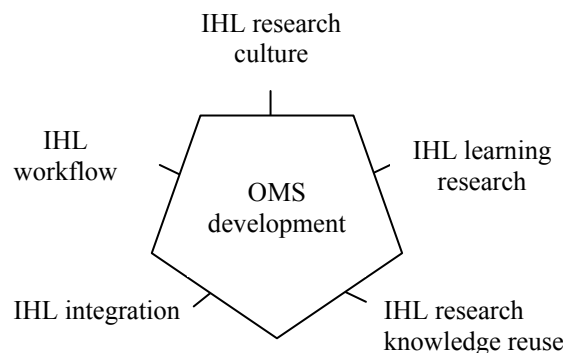 IHL research
culture
IHL
workflow
IHL learning
research
OMS
development
IHL integration
IHL research
knowledge reuse